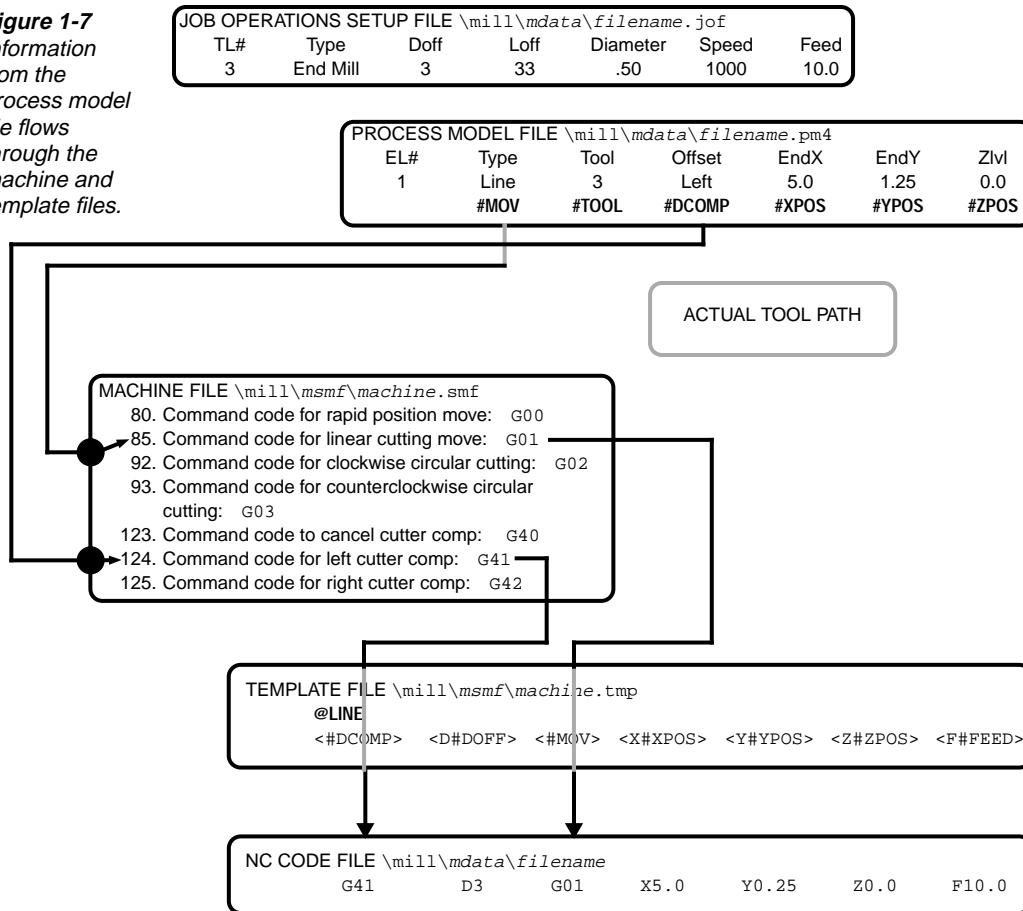 igure 1-7
formation
om the
rocess model
le flows
rough the
achine and
mplate files.
JOB OPERATIONS SETUP FILE \mill\mdata\filename.jof
TL# Type Doff Loff Diameter Speed Feed
3 End Mill 3 33 .50 1000 10.0
PROCESS MODEL FILE \mill\mdata\filename.pm4
EL# Type Tool Offset EndX EndY Zlvl
1 Line 3 Left 5.0 1.25 0.0
#MOV #TOOL #DCOMP #XPOS #YPOS #ZPOS
ACTUAL TOOL PATH
MACHINE FILE \mill\msmf\machine.smf
80. Command code for rapid position move: G00
85. Command code for linear cutting move: G01
92. Command code for clockwise circular cutting: G02
93. Command code for counterclockwise circular
cutting: G03
123. Command code to cancel cutter comp: G40
124. Command code for left cutter comp: G41
125. Command code for right cutter comp: G42
TEMPLATE FILE \mill\msmf\machine.tmp
@LINE
<#DCOMP> <D#DOFF> <#MOV> <X#XPOS> <Y#YPOS> <Z#ZPOS> <F#FEED>
NC CODE FILE \mill\mdata\filename
G41 D3 G01 X5.0 Y0.25 Z0.0 F10.0